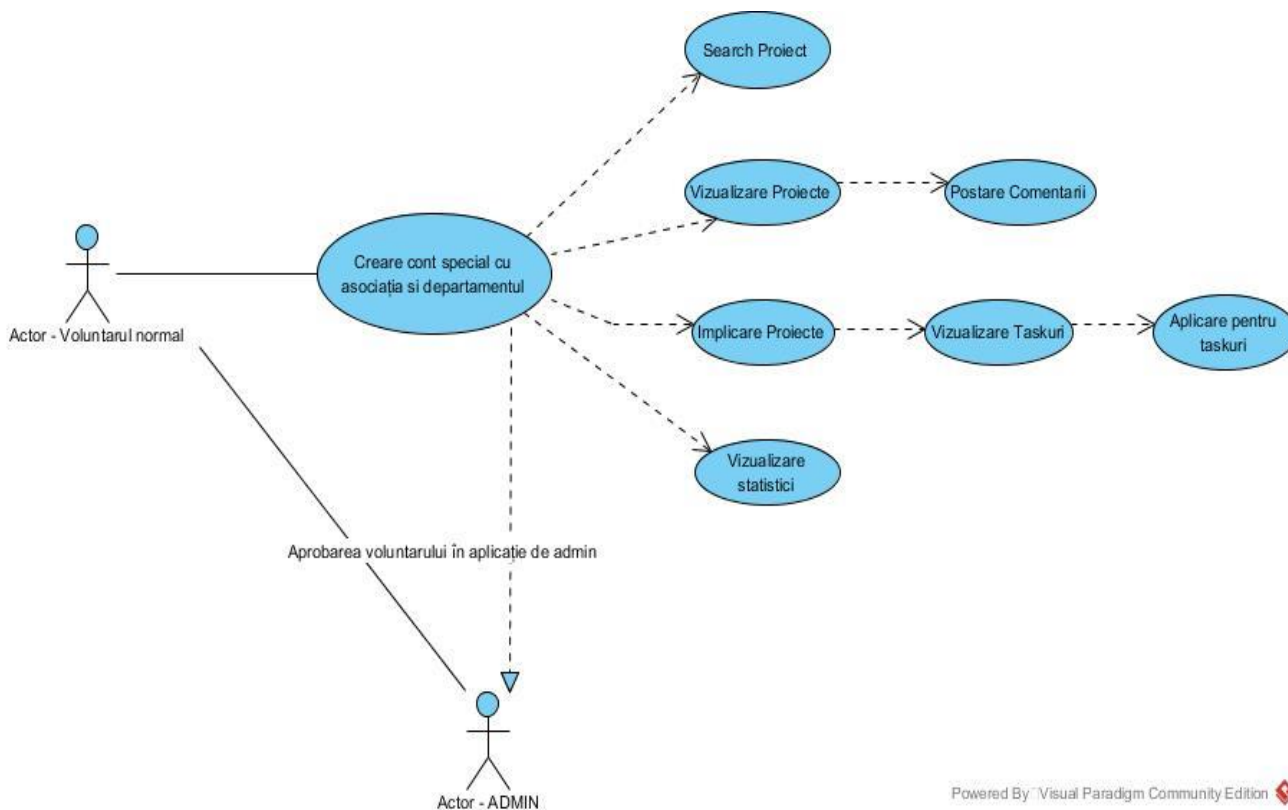 Search Proiect
Vizualizare Proiecte
Postare Comentarii
Creare cont special cu
asociația si departamentul
Actor - Voluntarul normal
Implicare Proiecte
Vizualizare Taskuri
Aplicare pentru
taskuri
Vizualizare
statistici
Aprobarea voluntarului în aplicație de admin
Actor - ADMIN
Powered By Visual Paradigm Community Edition